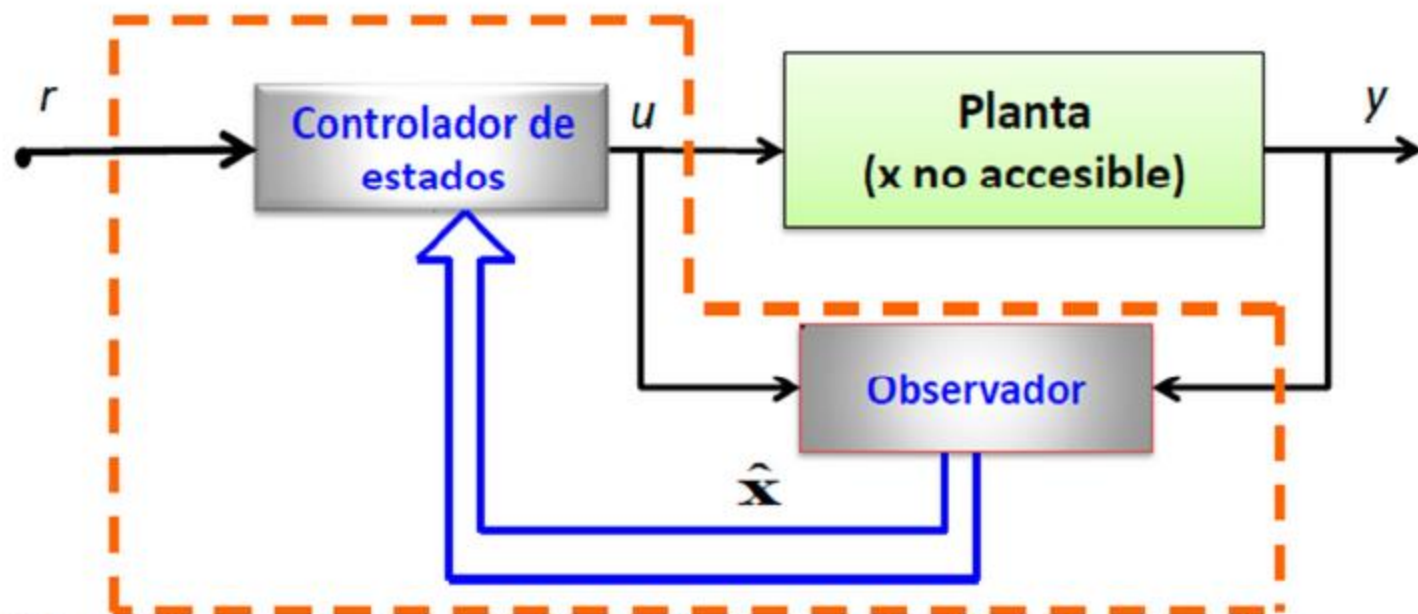 r
Controlador de
estados
u
Planta
(x no accesible)
y
Observador
x̂